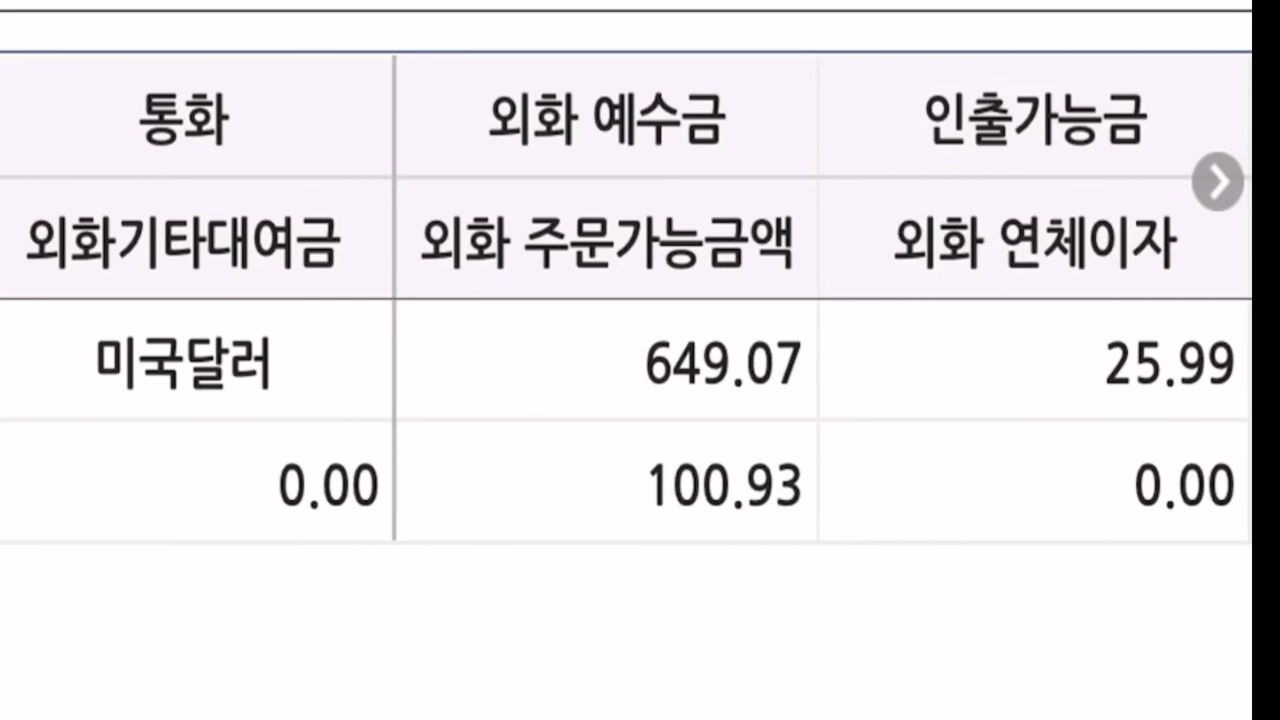 통화 외화 예수금 인출가능금
외화기타대여금 외화 주문가능금액 외화 연체이자
미국달러 649.07 25.99
0.00 100.93 0.00